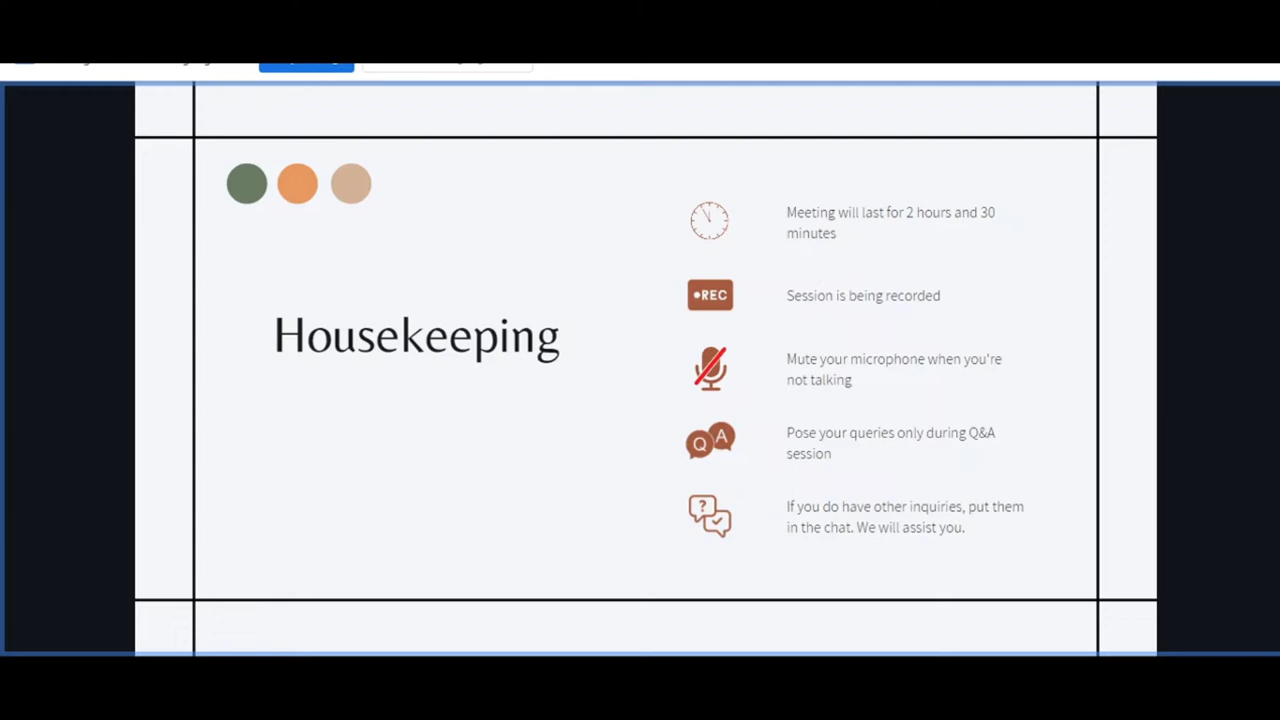 Housekeeping
Meeting will last for 2 hours and 30
minutes
•REC
Session is being recorded
Mute your microphone when you're
not talking
Q A
Pose your queries only during Q&A
session
?
If you do have other inquiries, put them
in the chat. We will assist you.